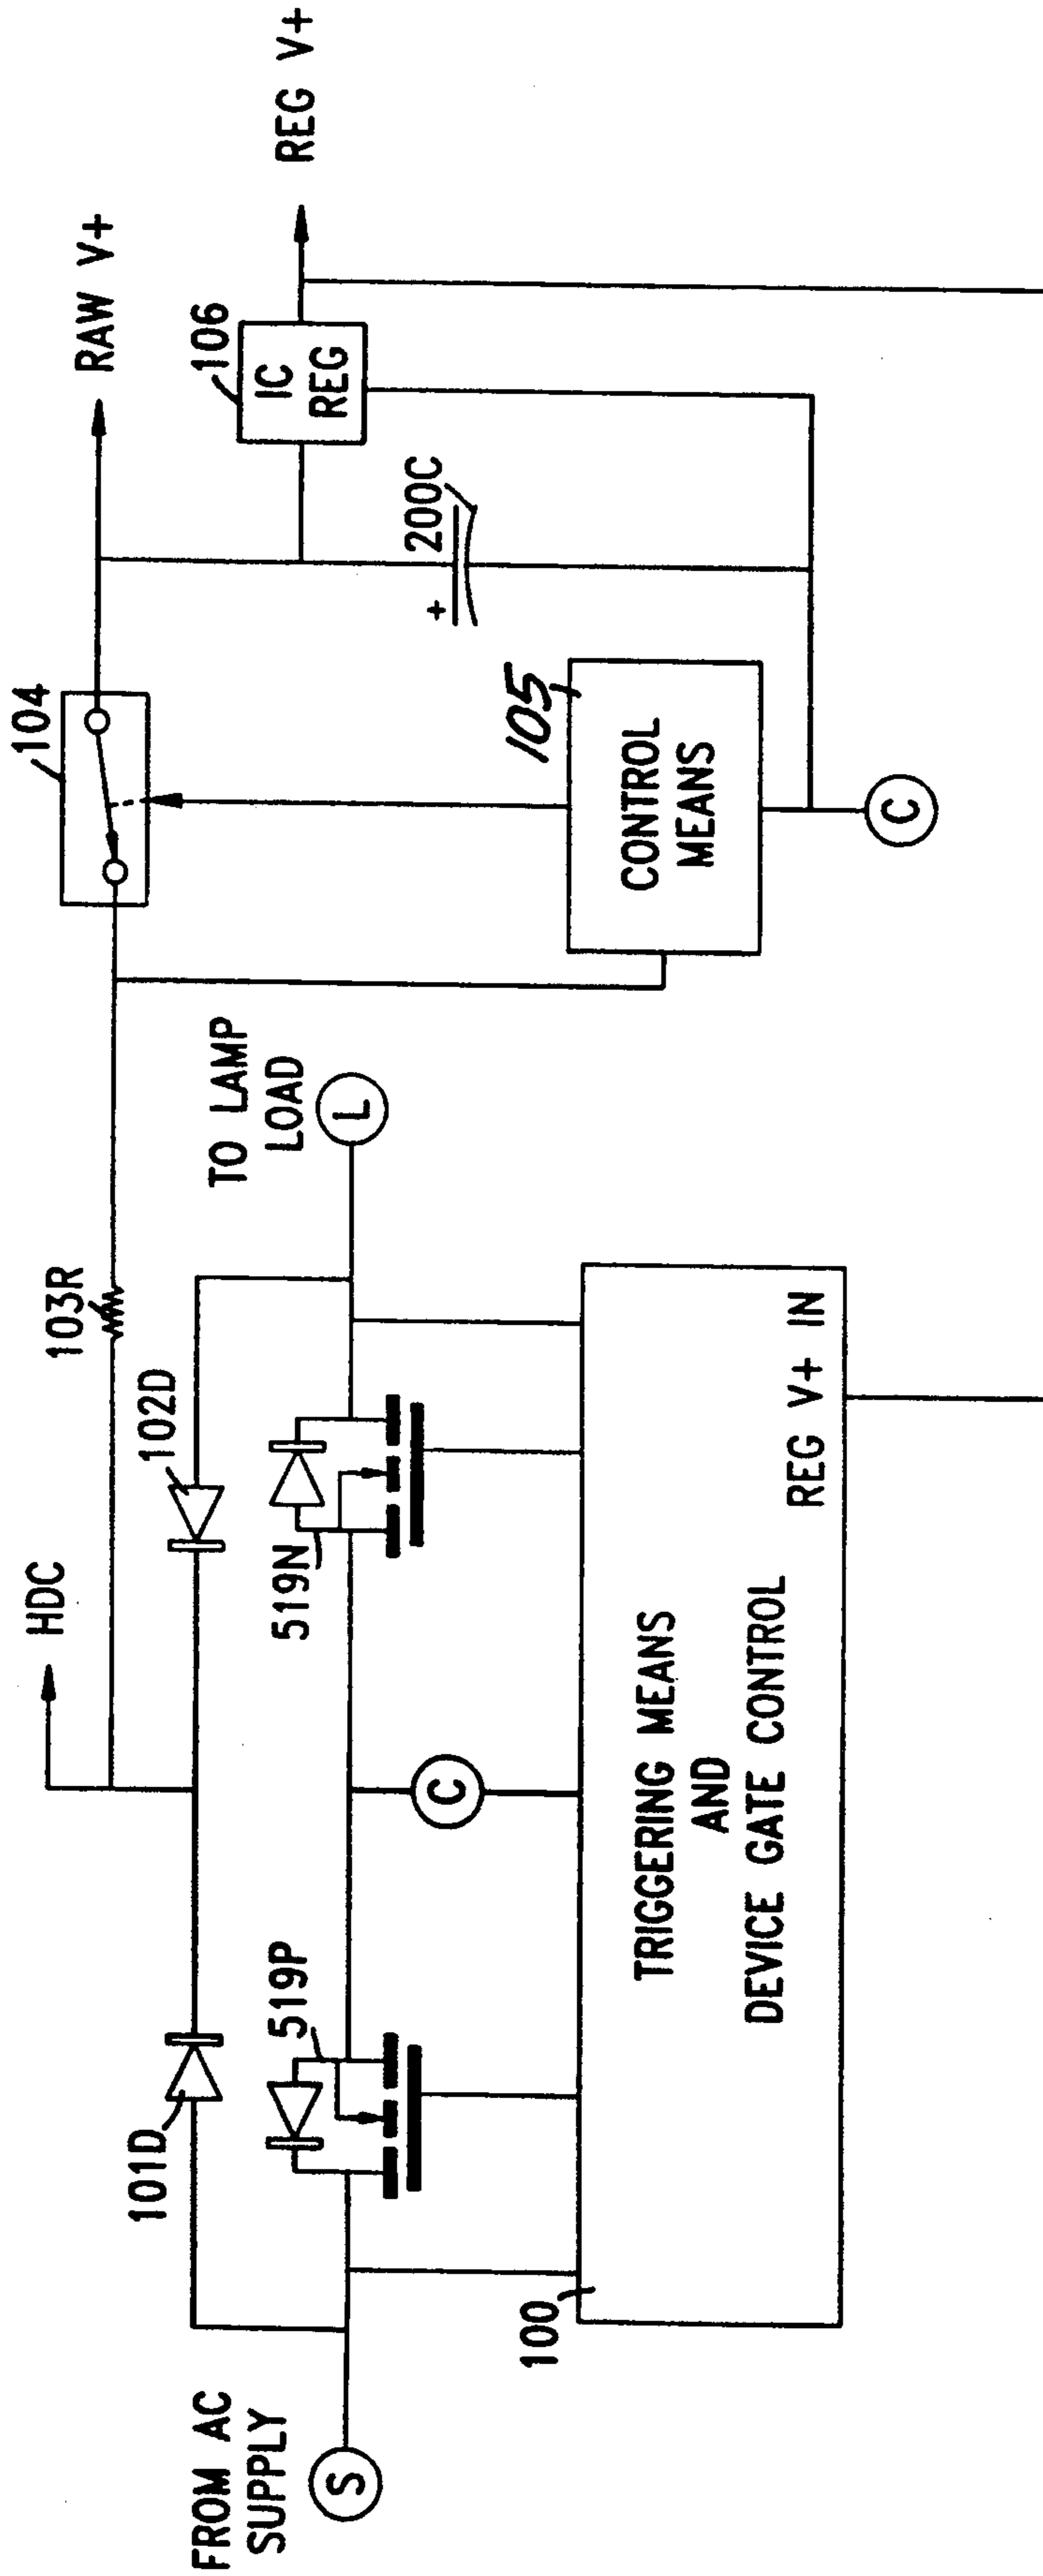 FROM AC
SUPPLY
S
101D
519P
HDC
C
519N
102D
103R
TO LAMP
LOAD
L
104
RAW V+
CONTROL
MEANS
105
C
+
200C
106
IC
REG
REG V+
100
TRIGGERING MEANS
AND
DEVICE GATE CONTROL
REG V+ IN